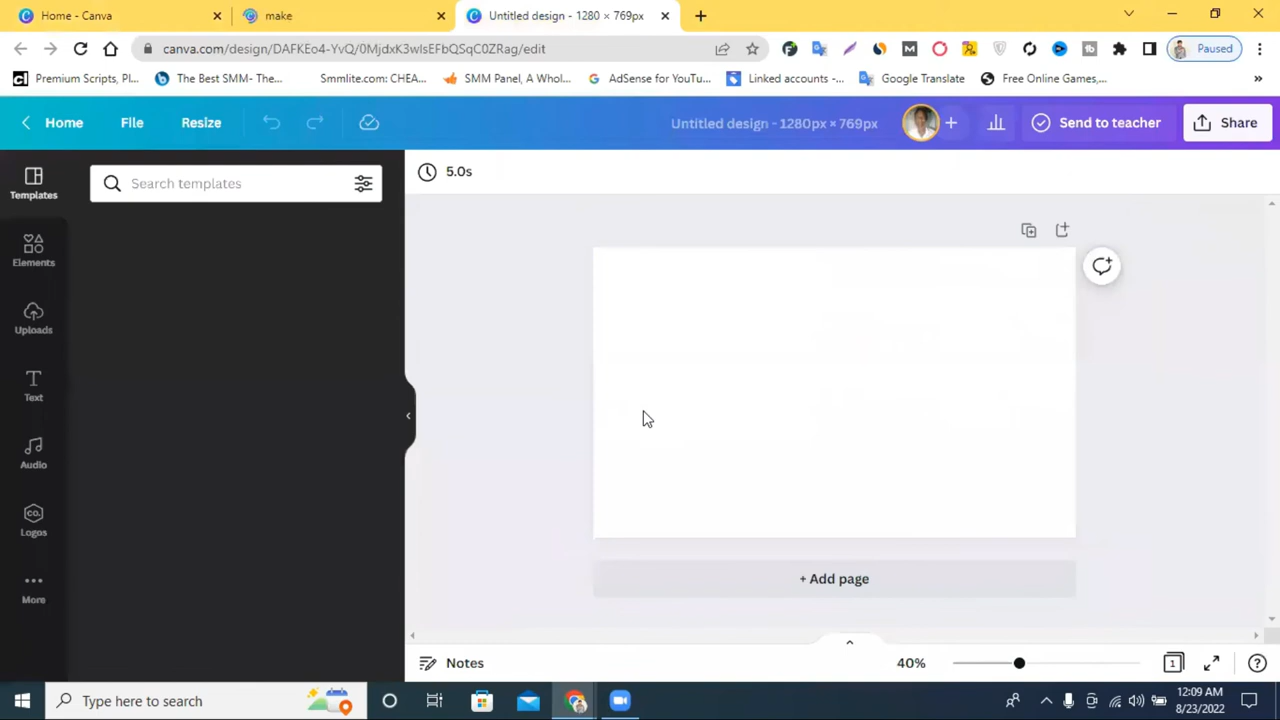 Home - Canva
make
Untitled design - 1280 × 769px
canva.com/design/DAFKEo4-YvQ/0MjdxK3wIsEFbQSqC0ZRag/edit
Paused
Premium Scripts, Pl...
The Best SMM- The...
Smmlite.com: CHEA...
SMM Panel, A Whol...
AdSense for YouTu...
Linked accounts -...
Google Translate
Free Online Games,...
Home
File
Resize
Untitled design - 1280px × 769px
Send to teacher
Share
Templates
Search templates
5.0s
Elements
Uploads
Text
Audio
CO.
Logos
More
+ Add page
Notes
40%
1
Type here to search
12:09 AM
8/23/2022